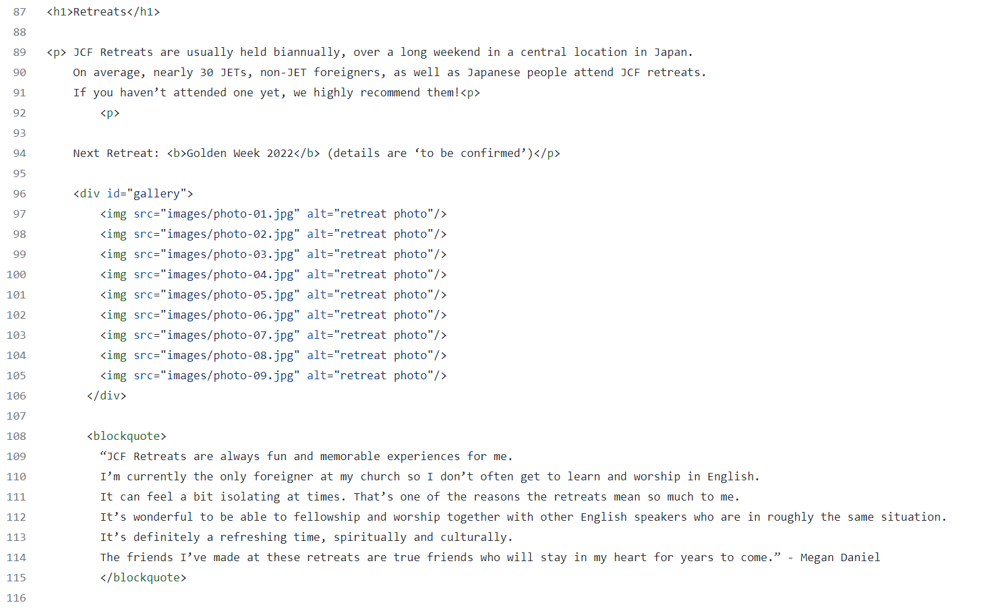 87 <h1>Retreats</h1>
88
89 <p> JCF Retreats are usually held biannually, over a long weekend in a central location in Japan.
90 On average, nearly 30 JETs, non-JET foreigners, as well as Japanese people attend JCF retreats.
91 If you haven’t attended one yet, we highly recommend them!<p>
92 <p>
93
94 Next Retreat: <b>Golden Week 2022</b> (details are ‘to be confirmed’)</p>
95
96 <div id="gallery">
97 <img src="images/photo-01.jpg" alt="retreat photo"/>
98 <img src="images/photo-02.jpg" alt="retreat photo"/>
99 <img src="images/photo-03.jpg" alt="retreat photo"/>
100 <img src="images/photo-04.jpg" alt="retreat photo"/>
101 <img src="images/photo-05.jpg" alt="retreat photo"/>
102 <img src="images/photo-06.jpg" alt="retreat photo"/>
103 <img src="images/photo-07.jpg" alt="retreat photo"/>
104 <img src="images/photo-08.jpg" alt="retreat photo"/>
105 <img src="images/photo-09.jpg" alt="retreat photo"/>
106 </div>
107
108 <blockquote>
109 “JCF Retreats are always fun and memorable experiences for me.
110 I’m currently the only foreigner at my church so I don’t often get to learn and worship in English.
111 It can feel a bit isolating at times. That’s one of the reasons the retreats mean so much to me.
112 It’s wonderful to be able to fellowship and worship together with other English speakers who are in roughly the same situation.
113 It’s definitely a refreshing time, spiritually and culturally.
114 The friends I’ve made at these retreats are true friends who will stay in my heart for years to come.” - Megan Daniel
115 </blockquote>
116